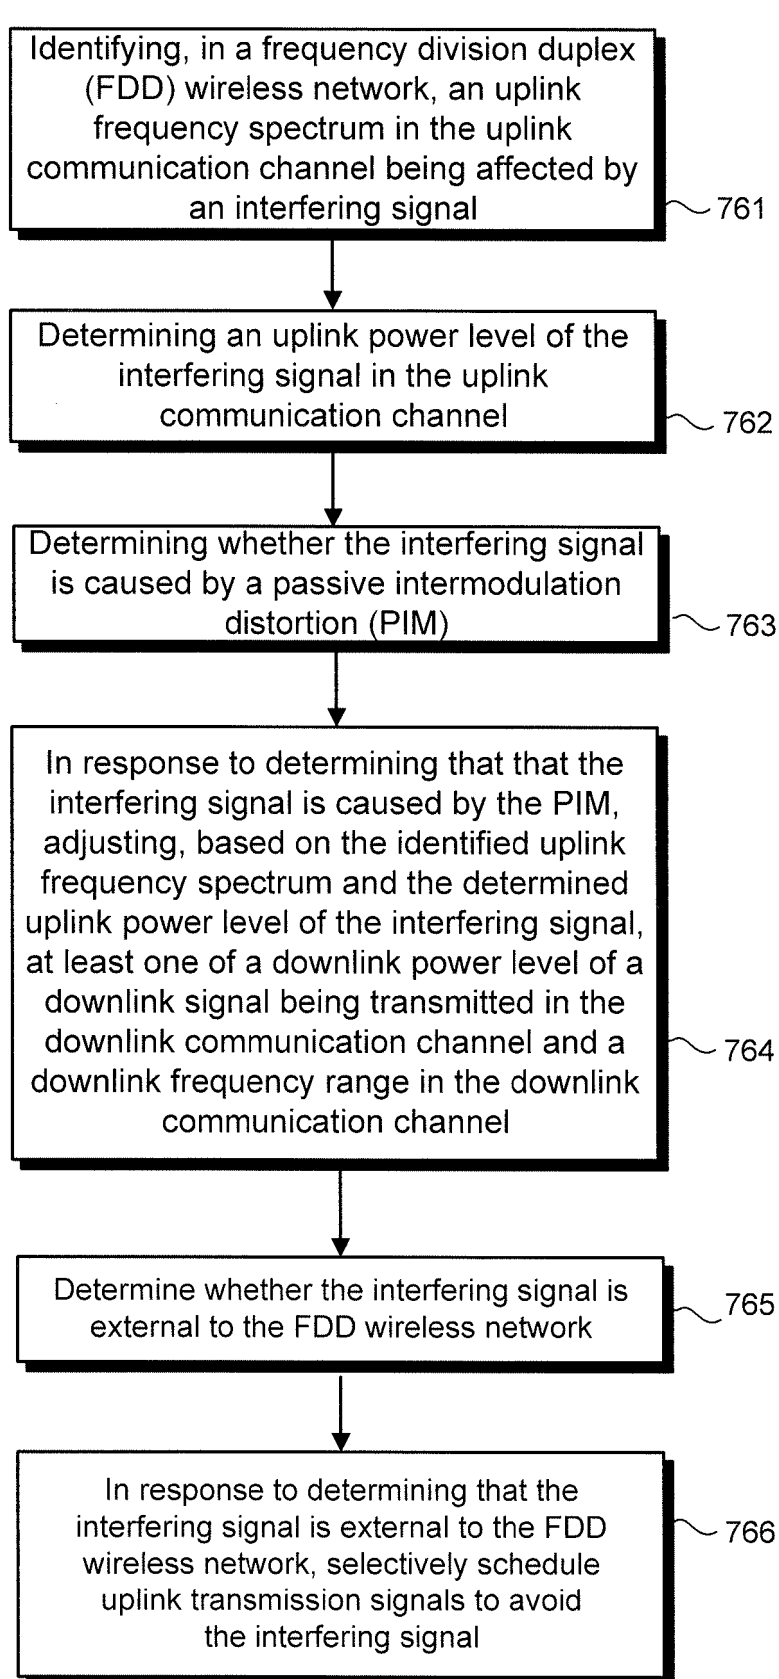 Identifying, in a frequency division duplex
(FDD) wireless network, an uplink
frequency spectrum in the uplink
communication channel being affected by
an interfering signal
761
Determining an uplink power level of the
interfering signal in the uplink
communication channel
762
Determining whether the interfering signal
is caused by a passive intermodulation
distortion (PIM)
763
In response to determining that that the
interfering signal is caused by the PIM,
adjusting, based on the identified uplink
frequency spectrum and the determined
uplink power level of the interfering signal,
at least one of a downlink power level of a
downlink signal being transmitted in the
downlink communication channel and a
downlink frequency range in the downlink
communication channel
764
Determine whether the interfering signal is
external to the FDD wireless network
765
In response to determining that the
interfering signal is external to the FDD
wireless network, selectively schedule
uplink transmission signals to avoid
the interfering signal
766